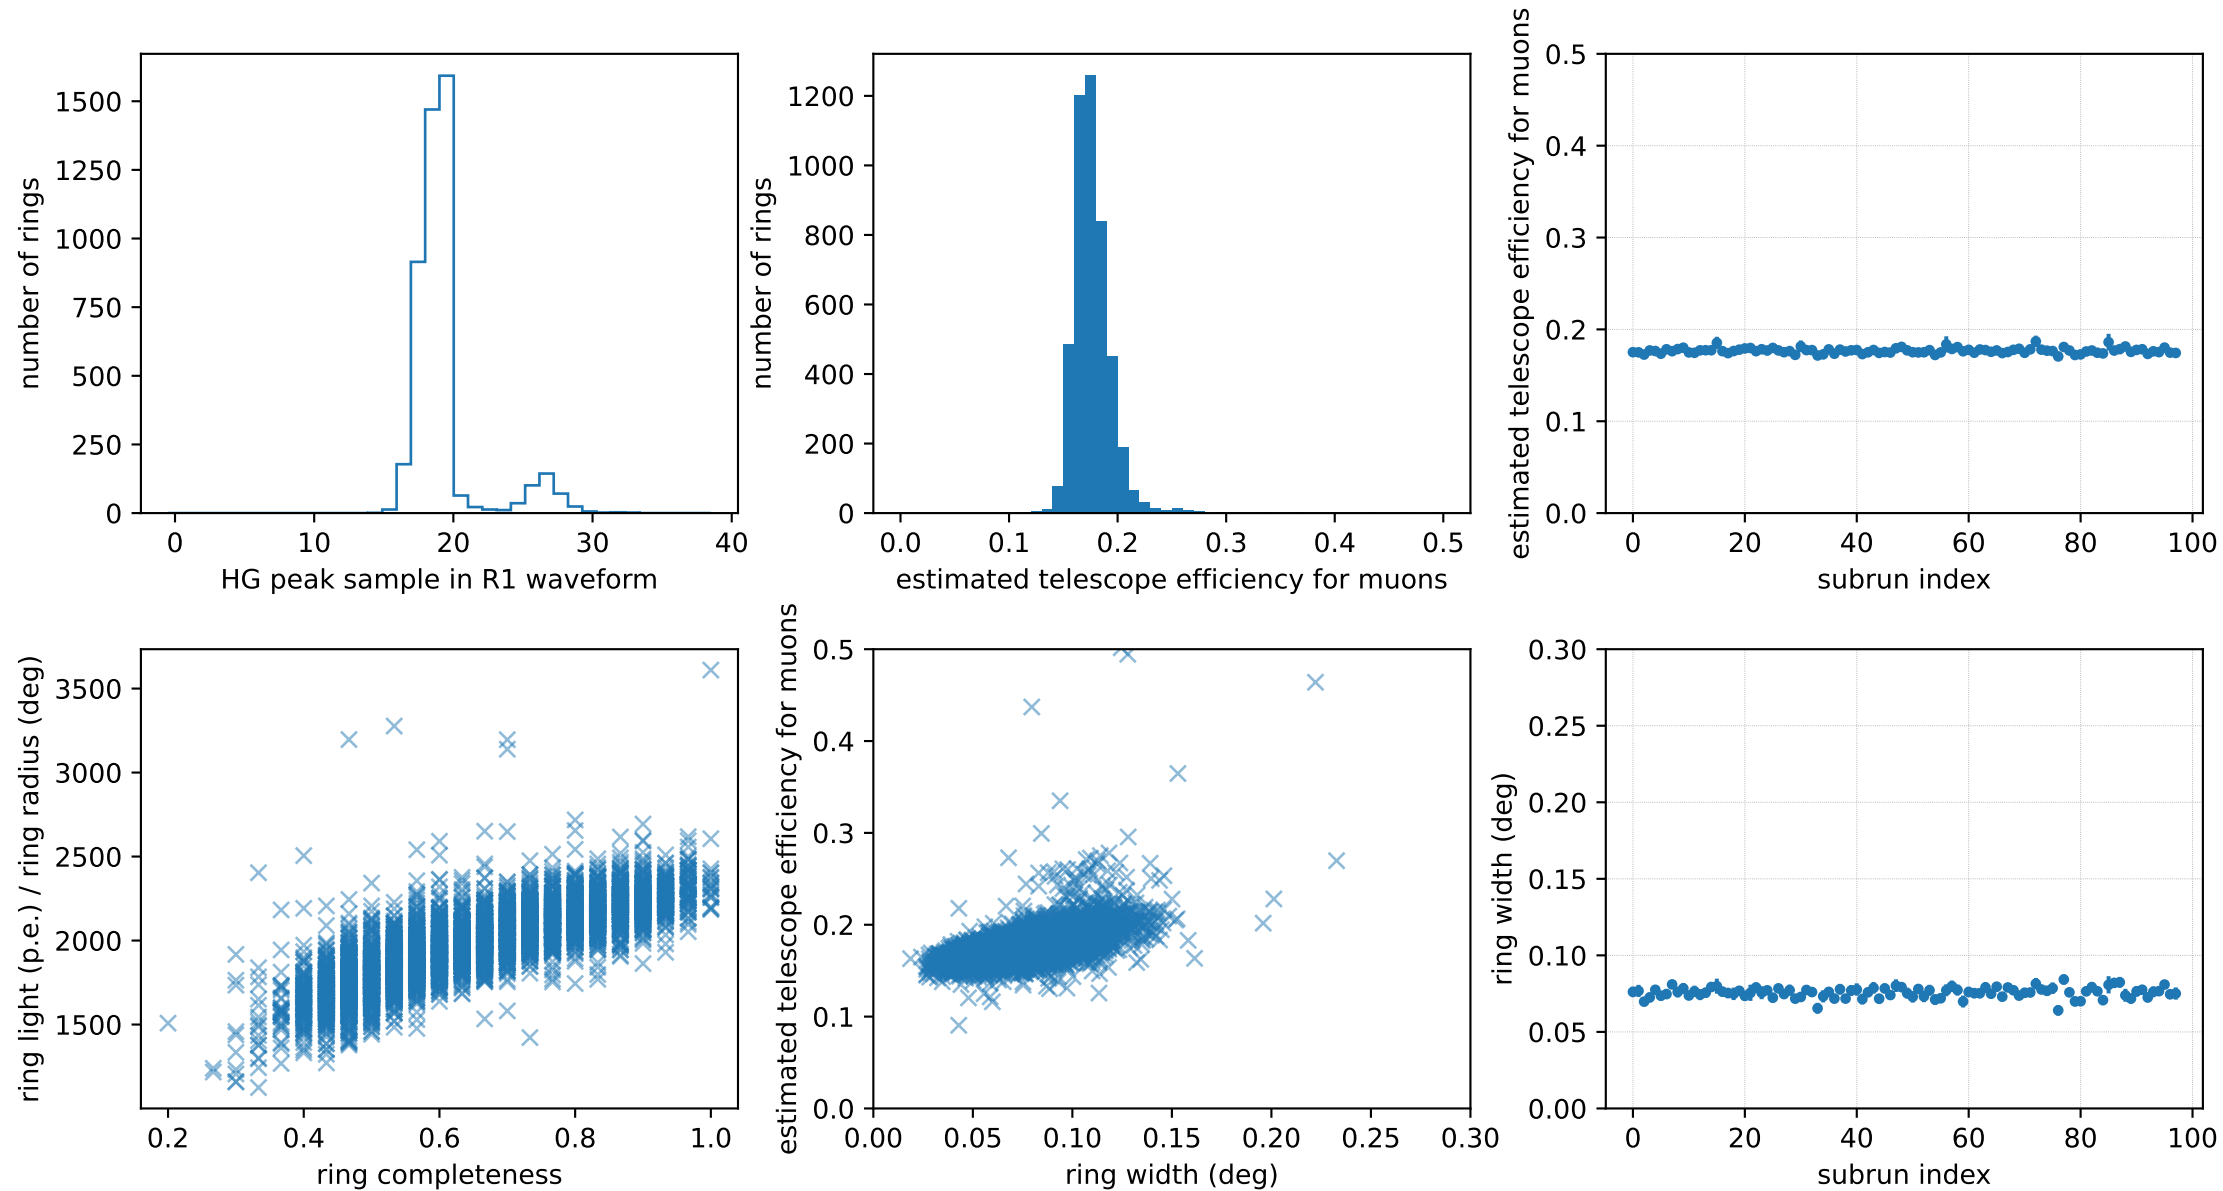 number of rings
1500
1250
1000
750
500
250
0
0 10 20 30 40
HG peak sample in R1 waveform
number of rings
1200
1000
800
600
400
200
0
0.0 0.1 0.2 0.3 0.4 0.5
estimated telescope efficiency for muons
estimated telescope efficiency for muons
0.5
0.4
0.3
0.2
0.1
0.0
0 20 40 60 80 100
subrun index
ring light (p.e.) / ring radius (deg)
3500
3000
2500
2000
1500
0.2 0.4 0.6 0.8 1.0
ring completeness
estimated telescope efficiency for muons
0.5
0.4
0.3
0.2
0.1
0.0
0.00 0.05 0.10 0.15 0.20 0.25 0.30
ring width (deg)
ring width (deg)
0.30
0.25
0.20
0.15
0.10
0.05
0.00
0 20 40 60 80 100
subrun index